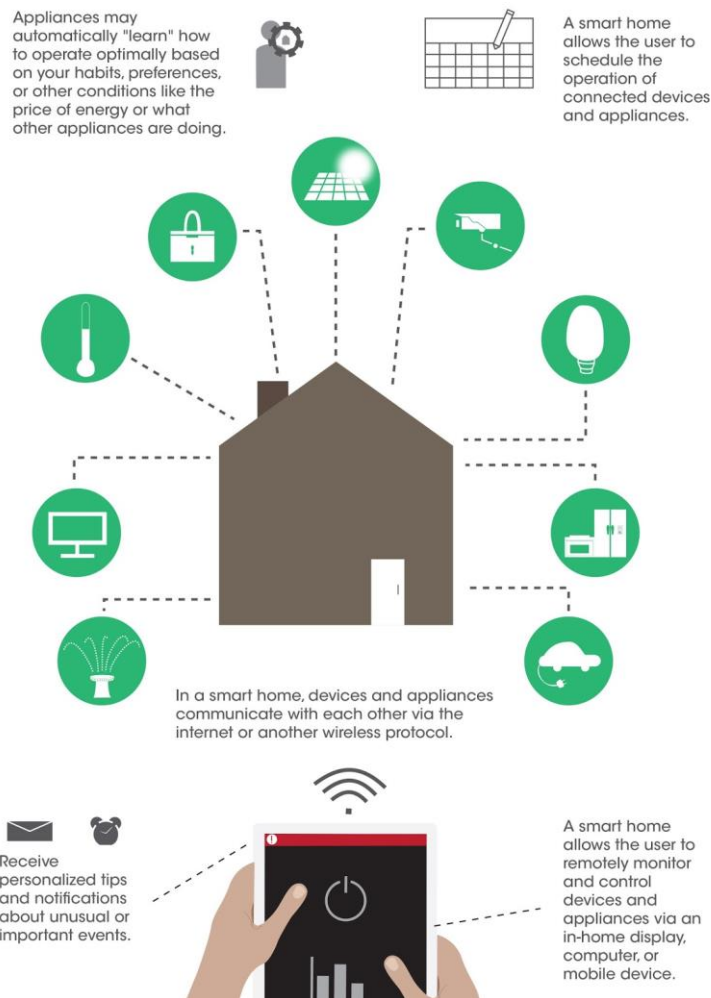 Appliances may
automatically "learn" how
to operate optimally based
on your habits, preferences,
or other conditions like the
price of energy or what
other appliances are doing.
A smart home
allows the user to
schedule the
operation of
connected devices
and appliances.
In a smart home, devices and appliances
communicate with each other via the
internet or another wireless protocol.
Receive
personalized tips
and notifications
about unusual or
important events.
A smart home
allows the user to
remotely monitor
and control
devices and
appliances via an
in-home display,
computer, or
mobile device.